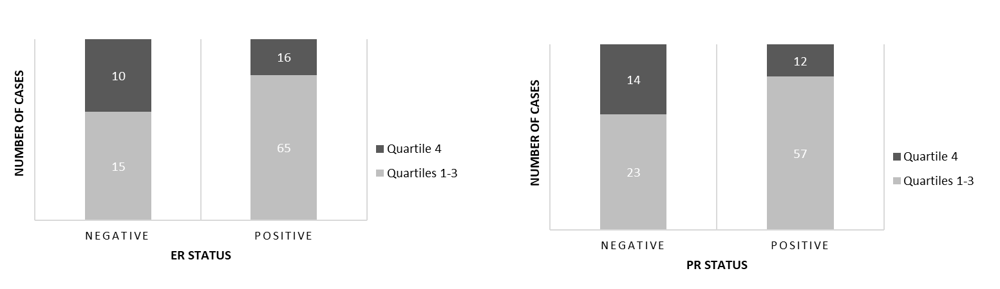 NUMBER OF CASES
10
15
16
65
NEGATIVE
POSITIVE
ER STATUS
Quartile 4
Quartiles 1-3
NUMBER OF CASES
14
23
12
57
NEGATIVE
POSITIVE
PR STATUS
Quartile 4
Quartiles 1-3